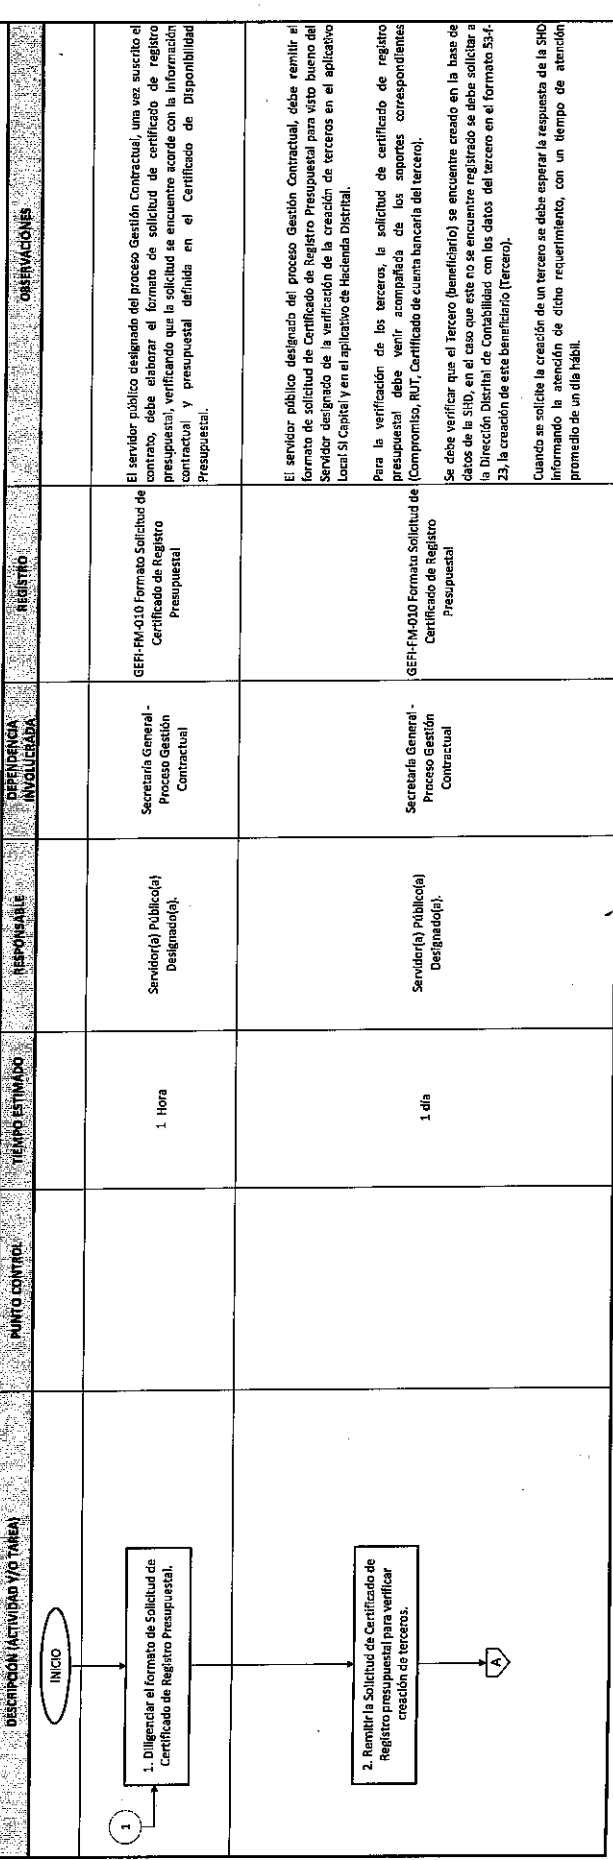 DESCRIPCIÓN (ACTIVIDAD Y/O TAREA)
PUNTO CONTROL
TIEMPO ESTIMADO
RESPONSABLE
DEPENDENCIA
INVOLUCRADA
REGISTRO
OBSERVACIONES
INICIO
1
1. Diligenciar el formato de Solicitud de
Certificado de Registro Presupuestal.
1 Hora
Servidor(a) Público(a)
Designado(a).
Secretaría General -
Proceso Gestión
Contractual
GEFI-FM-010 Formato Solicitud de
Certificado de Registro
Presupuestal
El servidor público designado del proceso Gestión Contractual, una vez suscrito el
contrato, debe elaborar el formato de solicitud de certificado de registro
presupuestal, verificando que la solicitud se encuentre acorde con la información
contractual y presupuestal definida en el Certificado de Disponibilidad
Presupuestal.
2. Remitir la Solicitud de Certificado de
Registro presupuestal para verificar
creación de terceros.
A
1 día
Servidor(a) Público(a)
Designado(a).
Secretaría General -
Proceso Gestión
Contractual
GEFI-FM-010 Formato Solicitud de
Certificado de Registro
Presupuestal
El servidor público designado del proceso Gestión Contractual, debe remitir el
formato de solicitud de Certificado de Registro Presupuestal para visto bueno del
Servidor designado de la verificación de la creación de terceros en el aplicativo
Local SI Capital y en el aplicativo de Hacienda Distrital.
Para la verificación de los terceros, la solicitud de certificado de registro
presupuestal debe venir acompañada de los soportes correspondientes
(Compromiso, RUT, Certificado de cuenta bancaria del tercero).
Se debe verificar que el Tercero (beneficiario) se encuentre creado en la base de
datos de la SHD, en el caso que este no se encuentre registrado se debe solicitar a
la Dirección Distrital de Contabilidad con los datos del tercero en el formato 53-f-
23, la creación de este beneficiario (Tercero).
Cuando se solicite la creación de un tercero se debe esperar la respuesta de la SHD
informando la atención de dicho requerimiento, con un tiempo de atención
promedio de un día hábil.